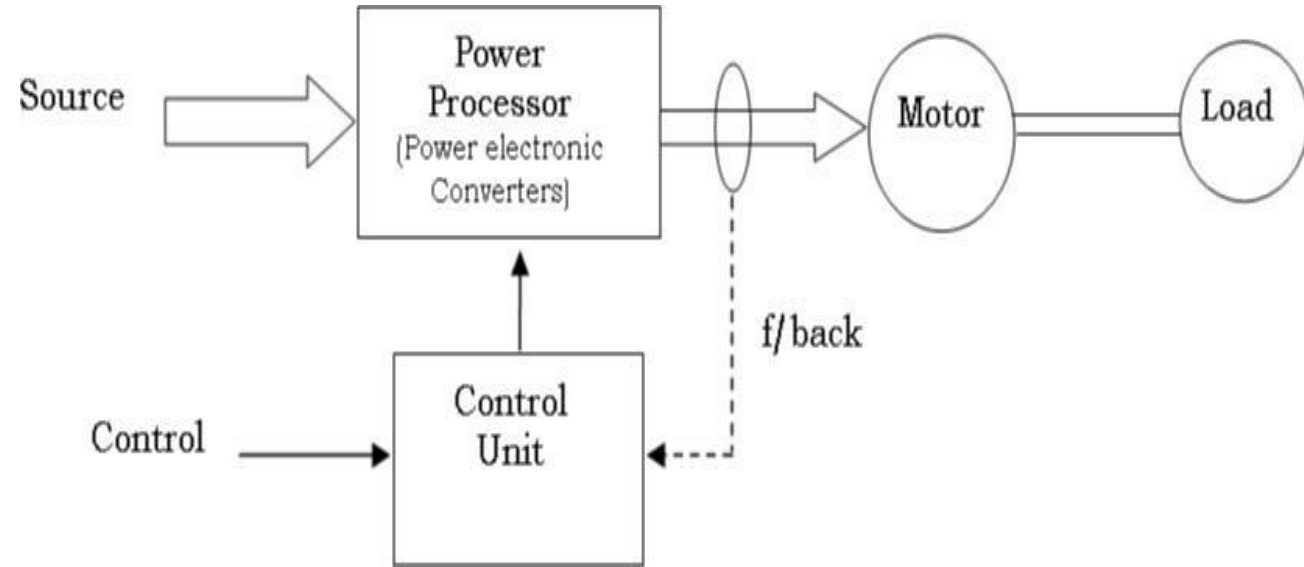 Source
Power
Processor
(Power electronic
Converters)
Motor
Load
f/back
Control
Unit
Control